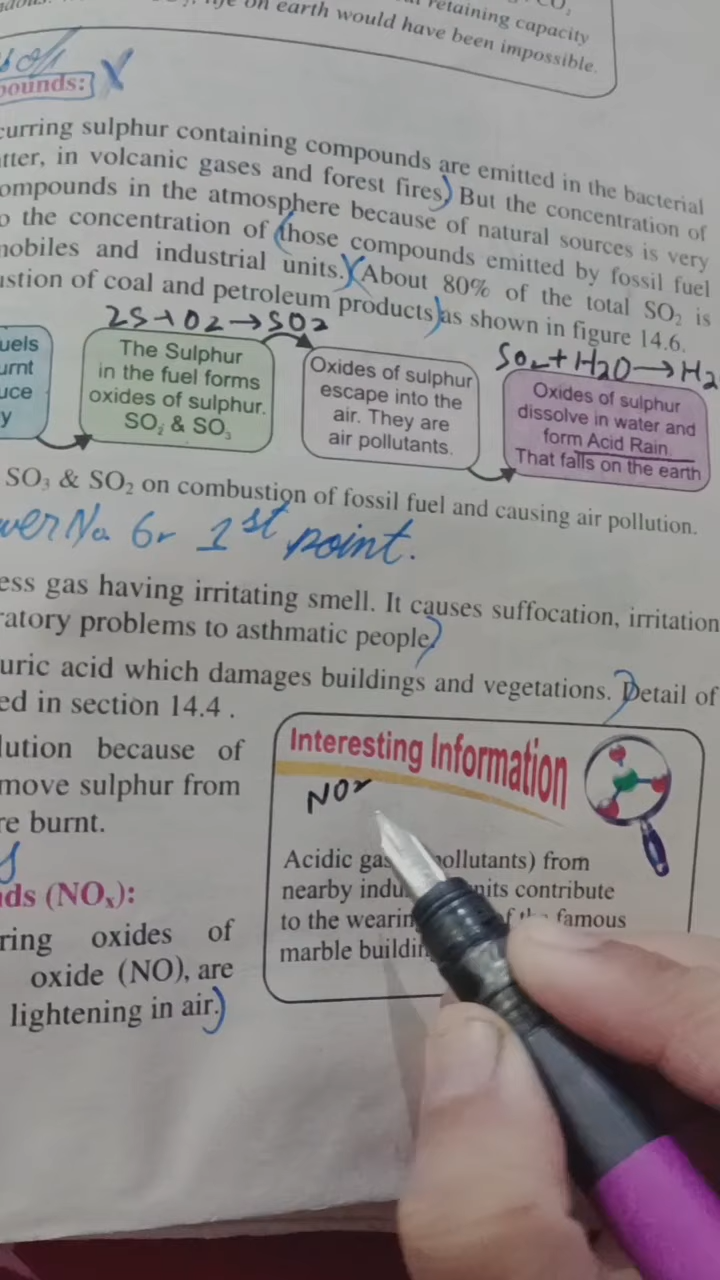 retaining capacity
on earth would have been impossible.
pounds:
curring sulphur containing compounds are emitted in the bacterial
tter, in volcanic gases and forest fires. But the concentration of
ompounds in the atmosphere because of natural sources is very
o the concentration of those compounds emitted by fossil fuel
mobiles and industrial units. About 80% of the total SO₂ is
ustion of coal and petroleum products as shown in figure 14.6.
2S+O2→SO2
SO2+H2O→H2
uels
urnt
uce
y
The Sulphur
in the fuel forms
oxides of sulphur.
SO₂ & SO₃
Oxides of sulphur
escape into the
air. They are
air pollutants.
Oxides of sulphur
dissolve in water and
form Acid Rain
That falls on the earth
SO₃ & SO₂ on combustion of fossil fuel and causing air pollution.
wer No. 6r 1st point.
ess gas having irritating smell. It causes suffocation, irritation
ratory problems to asthmatic people.
uric acid which damages buildings and vegetations. Detail of
ed in section 14.4 .
lution because of
move sulphur from
re burnt.
nds (NOₓ):
ring oxides of
oxide (NO), are
lightening in air.
Interesting Information
NOx
Acidic gas pollutants) from
nearby indu nits contribute
to the wearin of the famous
marble buildin